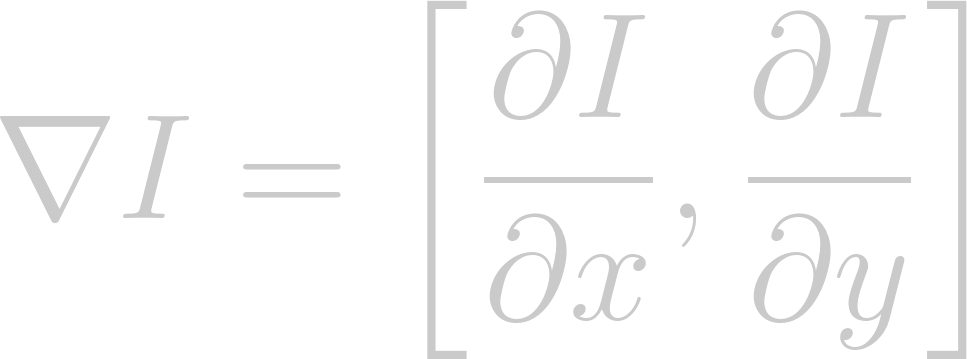 ∇I = [∂I/∂x, ∂I/∂y]